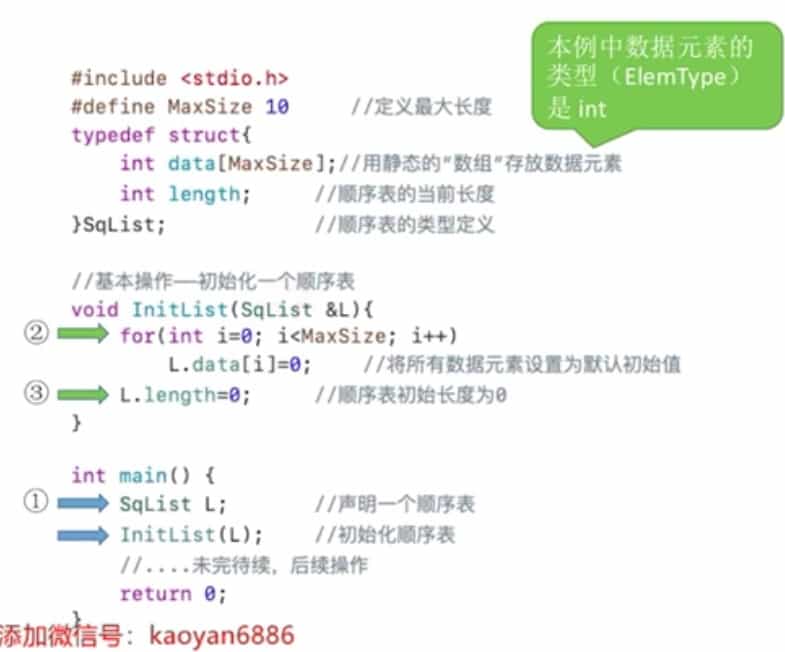 本例中数据元素的
类型（ElemType）
是 int
#include <stdio.h>
#define MaxSize 10 //定义最大长度
typedef struct{
int data[MaxSize];//用静态的"数组"存放数据元素
int length; //顺序表的当前长度
}SqList; //顺序表的类型定义
//基本操作——初始化一个顺序表
void InitList(SqList &L){
② for(int i=0; i<MaxSize; i++)
L.data[i]=0; //将所有数据元素设置为默认初始值
③ L.length=0; //顺序表初始长度为0
}
int main() {
① SqList L; //声明一个顺序表
InitList(L); //初始化顺序表
//....未完待续，后续操作
return 0;
}
添加微信号：kaoyan6886